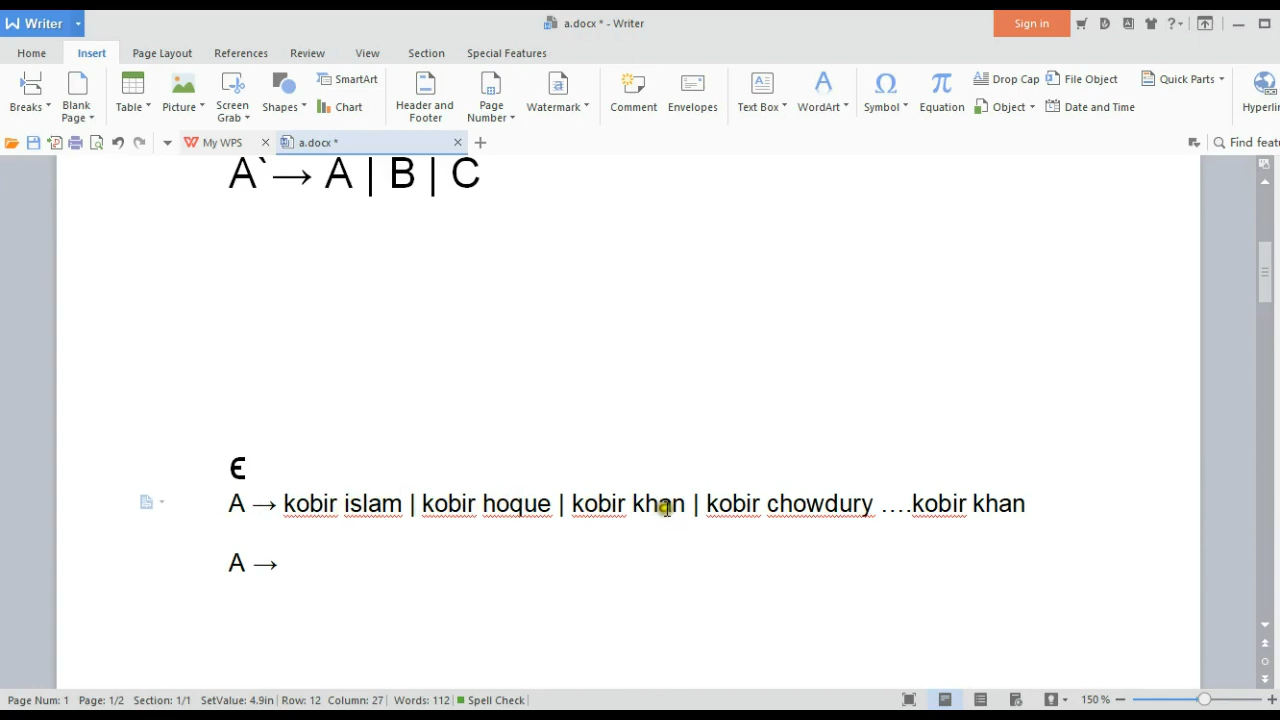 Writer
a.docx * - Writer
Sign in
Home Insert Page Layout References Review View Section Special Features
Breaks Blank Page Table Picture Screen Grab Shapes SmartArt Chart Header and Footer Page Number Watermark Comment Envelopes Text Box WordArt Symbol Equation Drop Cap Object File Object Date and Time Quick Parts
My WPS a.docx *
A`→ A | B | C
ϵ
A → kobir islam | kobir hoque | kobir khan | kobir chowdury ….kobir khan
A →
Page Num: 1 Page: 1/2 Section: 1/1 SetValue: 4.9in Row: 12 Column: 27 Words: 112 Spell Check 150 %